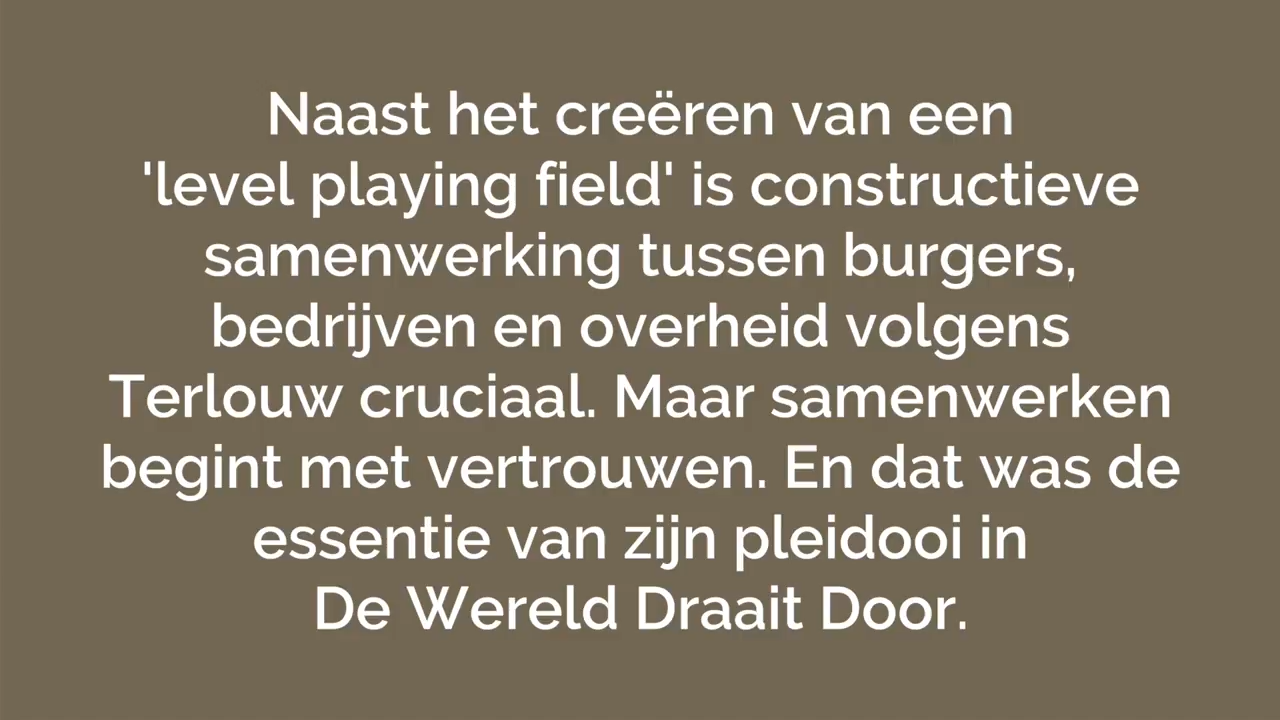 Naast het creëren van een
'level playing field' is constructieve
samenwerking tussen burgers,
bedrijven en overheid volgens
Terlouw cruciaal. Maar samenwerken
begint met vertrouwen. En dat was de
essentie van zijn pleidooi in
De Wereld Draait Door.